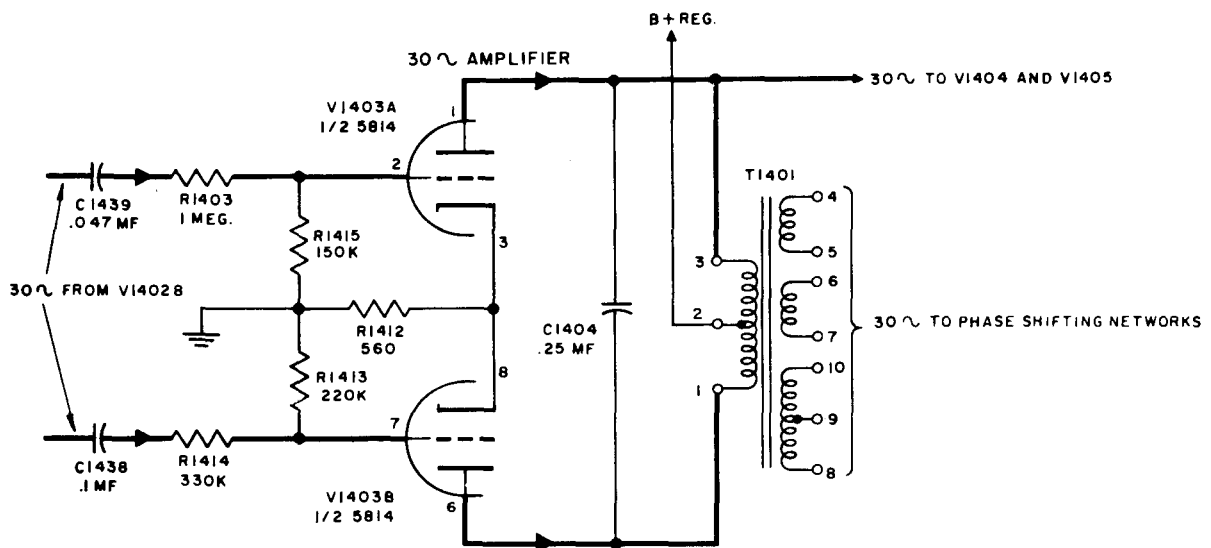 B+ REG.
30∿ AMPLIFIER
30∿ TO V1404 AND V1405
V1403A
1/2 5814
1
2
3
C1439
.047 MF
R1403
1 MEG.
R1415
150K
30∿ FROM V1402B
R1412
560
R1413
220K
C1404
.25 MF
T1401
3
2
1
4
5
6
7
10
9
8
30∿ TO PHASE SHIFTING NETWORKS
8
7
6
C1438
.1MF
R1414
330K
V1403B
1/2 5814